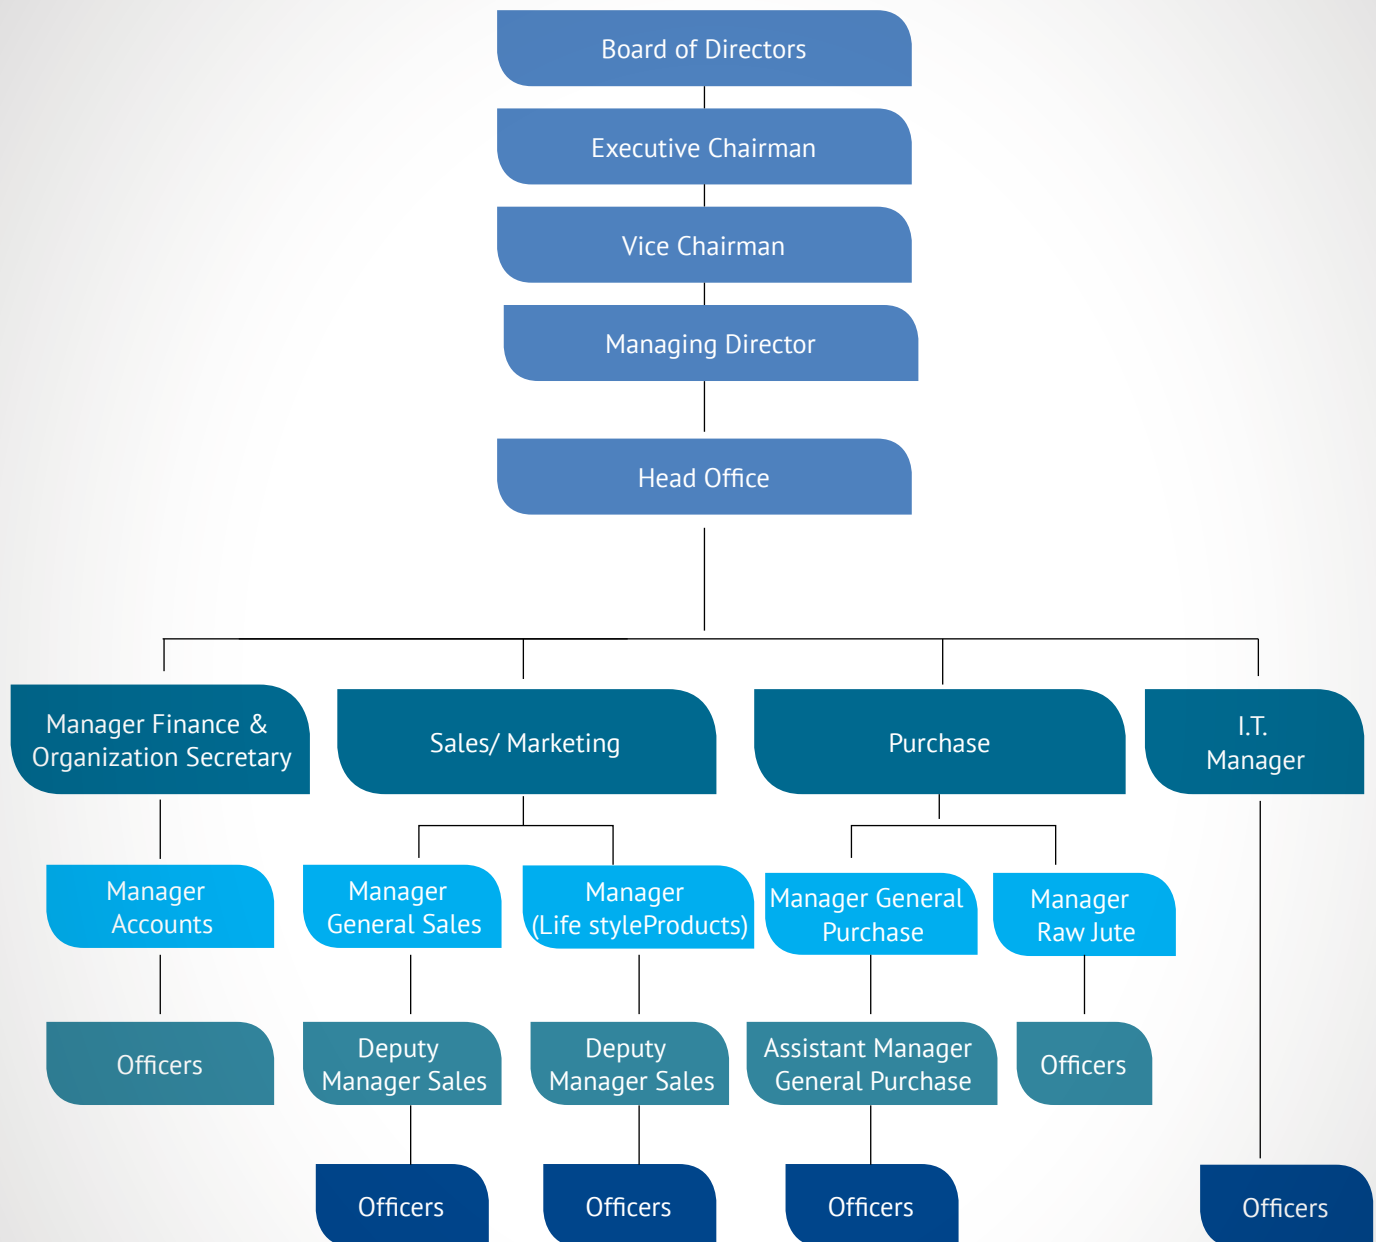 Board of Directors
Executive Chairman
Vice Chairman
Managing Director
Head Office
Manager Finance &
Organization Secretary
Sales/ Marketing
Purchase
I.T.
Manager
Manager
Accounts
Manager
General Sales
Manager
(Life styleProducts)
Manager General
Purchase
Manager
Raw Jute
Officers
Deputy
Manager Sales
Deputy
Manager Sales
Assistant Manager
General Purchase
Officers
Officers
Officers
Officers
Officers